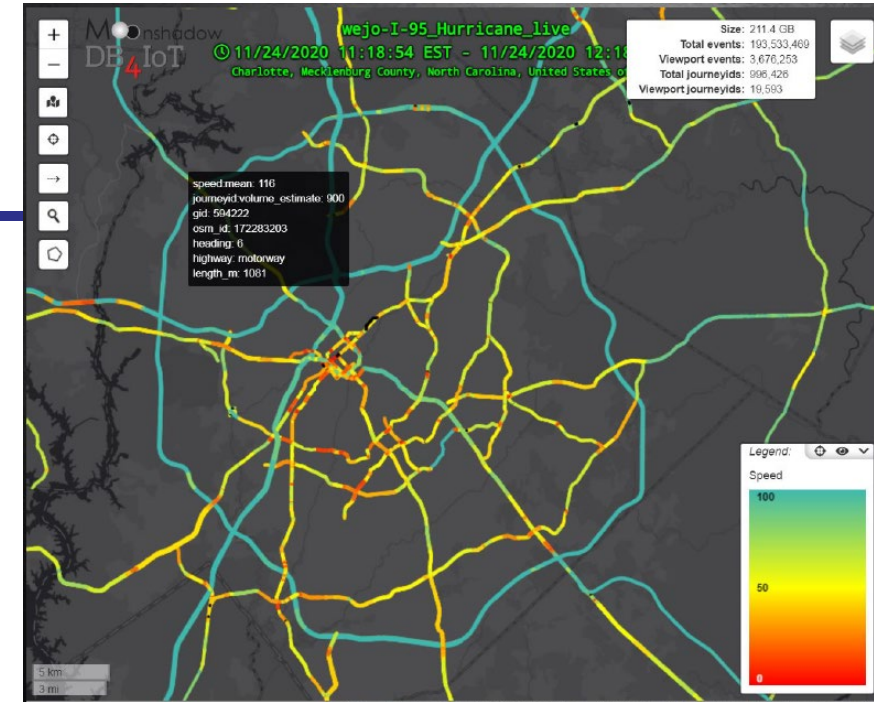 +
−
→
Moonshadow
DB4IoT
wejo-I-95_Hurricane_live
11/24/2020 11:18:54 EST - 11/24/2020 12:18
Charlotte, Mecklenburg County, North Carolina, United States of
Size: 211.4 GB
Total events: 193,533,469
Viewport events: 3,676,253
Total journeyids: 996,426
Viewport journeyids: 19,593
speed:mean: 116
journeyid:volume_estimate: 900
gid: 594222
osm_id: 172283203
heading: 6
highway: motorway
length_m: 1081
Legend:
Speed
100
50
0
5 km
3 mi